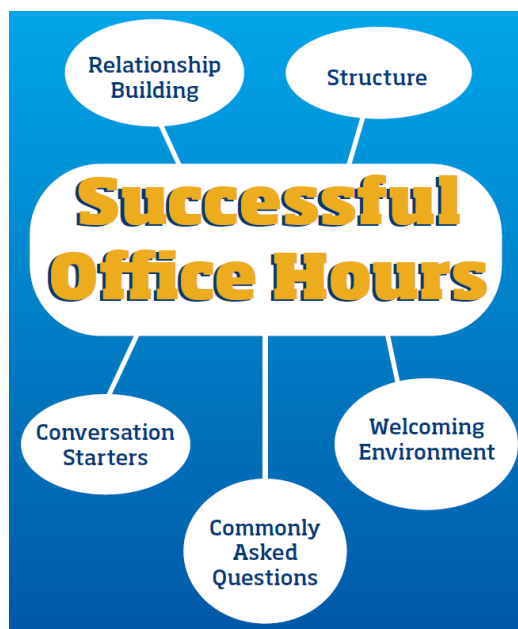 Relationship
Building
Structure
Successful
Office Hours
Conversation
Starters
Welcoming
Environment
Commonly
Asked
Questions